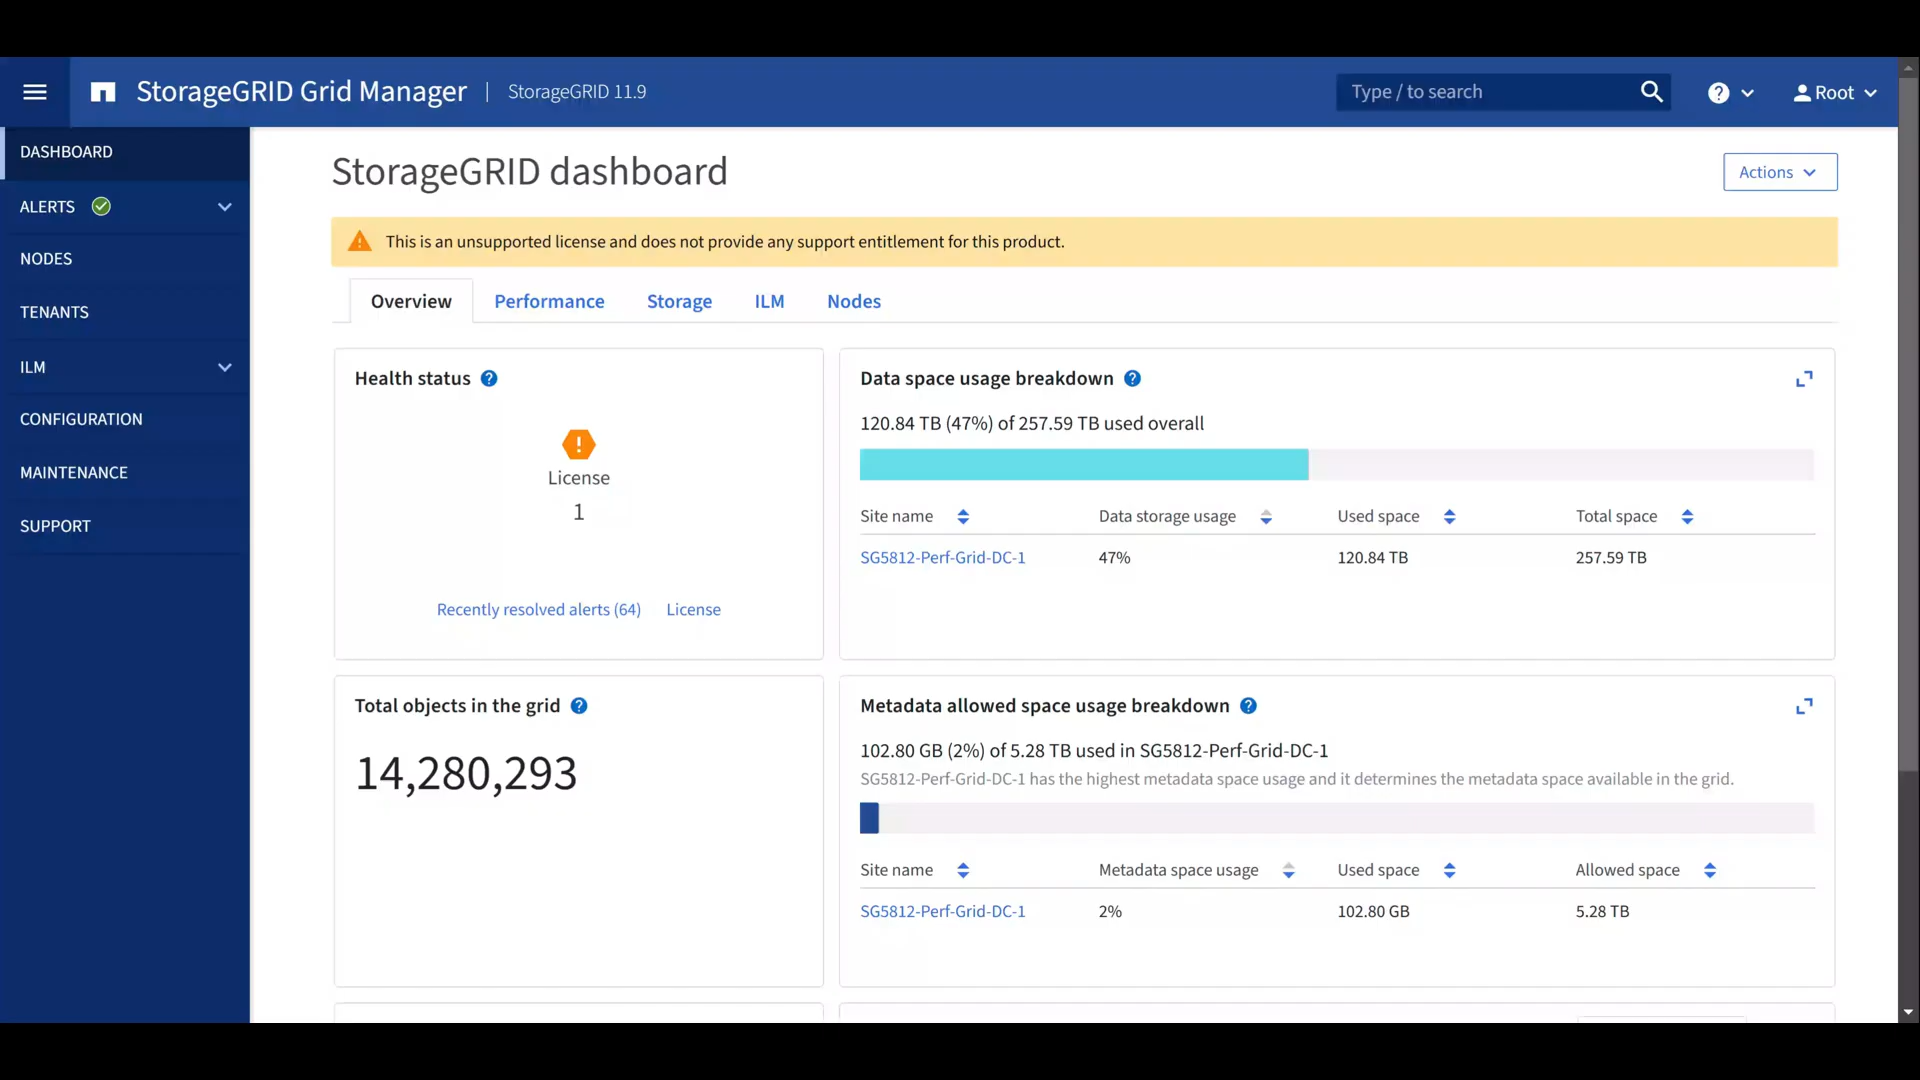 StorageGRID Grid Manager | StorageGRID 11.9
Type / to search
Root
DASHBOARD
ALERTS
NODES
TENANTS
ILM
CONFIGURATION
MAINTENANCE
SUPPORT
StorageGRID dashboard
Actions
This is an unsupported license and does not provide any support entitlement for this product.
Overview Performance Storage ILM Nodes
Health status
License
1
Recently resolved alerts (64) License
Data space usage breakdown
120.84 TB (47%) of 257.59 TB used overall
Site name Data storage usage Used space Total space
SG5812-Perf-Grid-DC-1 47% 120.84 TB 257.59 TB
Total objects in the grid
14,280,293
Metadata allowed space usage breakdown
102.80 GB (2%) of 5.28 TB used in SG5812-Perf-Grid-DC-1
SG5812-Perf-Grid-DC-1 has the highest metadata space usage and it determines the metadata space available in the grid.
Site name Metadata space usage Used space Allowed space
SG5812-Perf-Grid-DC-1 2% 102.80 GB 5.28 TB